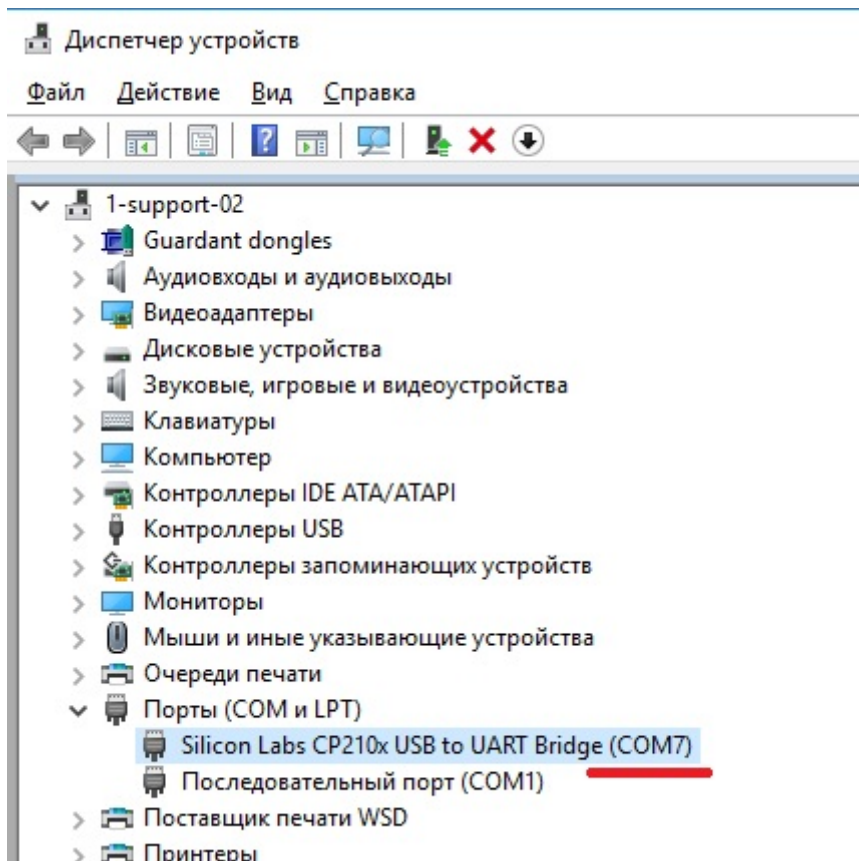 Диспетчер устройств
Файл Действие Вид Справка
1-support-02
Guardant dongles
Аудиовходы и аудиовыходы
Видеоадаптеры
Дисковые устройства
Звуковые, игровые и видеоустройства
Клавиатуры
Компьютер
Контроллеры IDE ATA/ATAPI
Контроллеры USB
Контроллеры запоминающих устройств
Мониторы
Мыши и иные указывающие устройства
Очереди печати
Порты (COM и LPT)
Silicon Labs CP210x USB to UART Bridge (COM7)
Последовательный порт (COM1)
Поставщик печати WSD
Принтеры